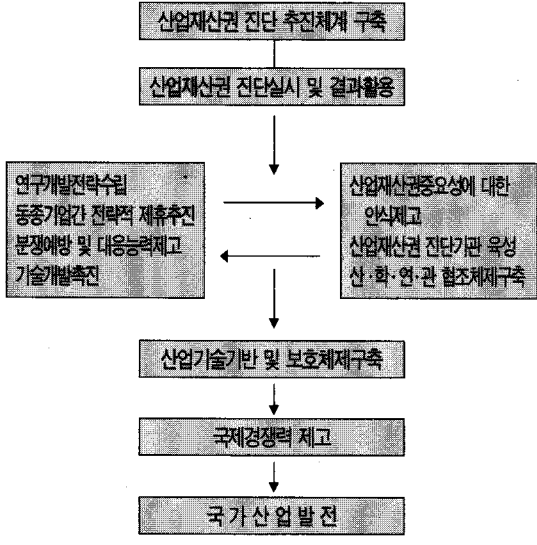 산업재산권 진단 추진체계 구축
산업재산권 진단실시 및 결과활용
연구개발전략수립
동종기업간 전략적 제휴추진
분쟁예방 및 대응능력제고
기술개발촉진
산업재산권중요성에 대한
인식제고
산업재산권 진단기관 육성
산·학·연·관 협조체제구축
산업기술기반 및 보호체제구축
국제경쟁력 제고
국가산업발전